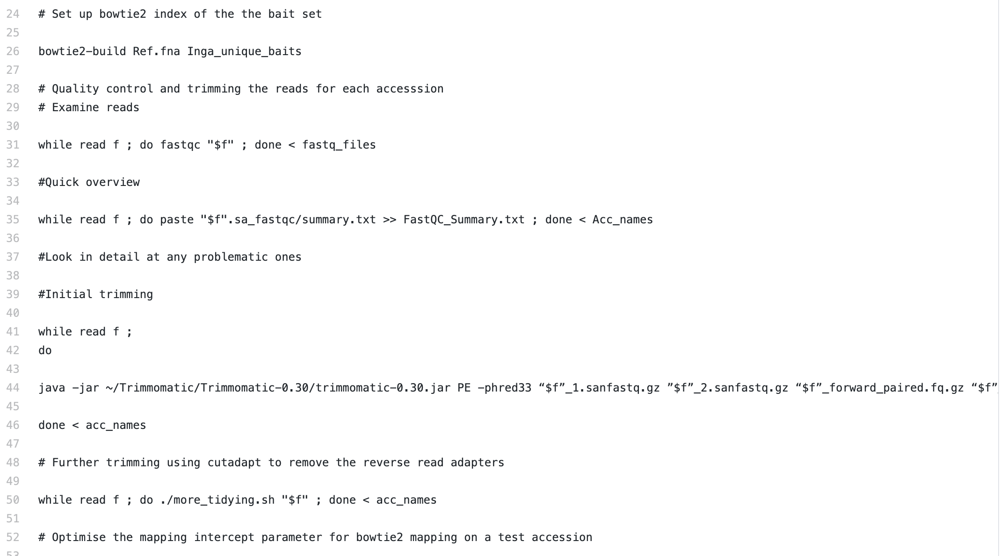 24 # Set up bowtie2 index of the the bait set
25
26 bowtie2-build Ref.fna Inga_unique_baits
27
28 # Quality control and trimming the reads for each accesssion
29 # Examine reads
30
31 while read f ; do fastqc "$f" ; done < fastq_files
32
33 #Quick overview
34
35 while read f ; do paste "$f".sa_fastqc/summary.txt >> FastQC_Summary.txt ; done < Acc_names
36
37 #Look in detail at any problematic ones
38
39 #Initial trimming
40
41 while read f ;
42 do
43
44 java -jar ~/Trimmomatic/Trimmomatic-0.30/trimmomatic-0.30.jar PE -phred33 “$f”_1.sanfastq.gz ”$f”_2.sanfastq.gz “$f”_forward_paired.fq.gz “$f”_
45
46 done < acc_names
47
48 # Further trimming using cutadapt to remove the reverse read adapters
49
50 while read f ; do ./more_tidying.sh "$f" ; done < acc_names
51
52 # Optimise the mapping intercept parameter for bowtie2 mapping on a test accession
53